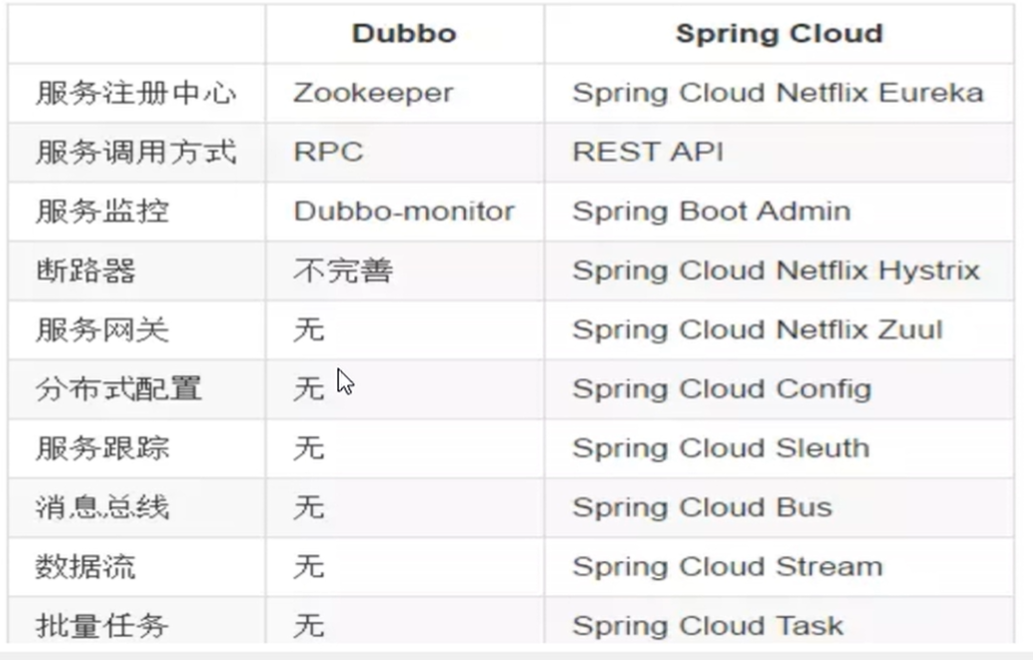 Dubbo Spring Cloud
服务注册中心 Zookeeper Spring Cloud Netflix Eureka
服务调用方式 RPC REST API
服务监控 Dubbo-monitor Spring Boot Admin
断路器 不完善 Spring Cloud Netflix Hystrix
服务网关 无 Spring Cloud Netflix Zuul
分布式配置 无 Spring Cloud Config
服务跟踪 无 Spring Cloud Sleuth
消息总线 无 Spring Cloud Bus
数据流 无 Spring Cloud Stream
批量任务 无 Spring Cloud Task